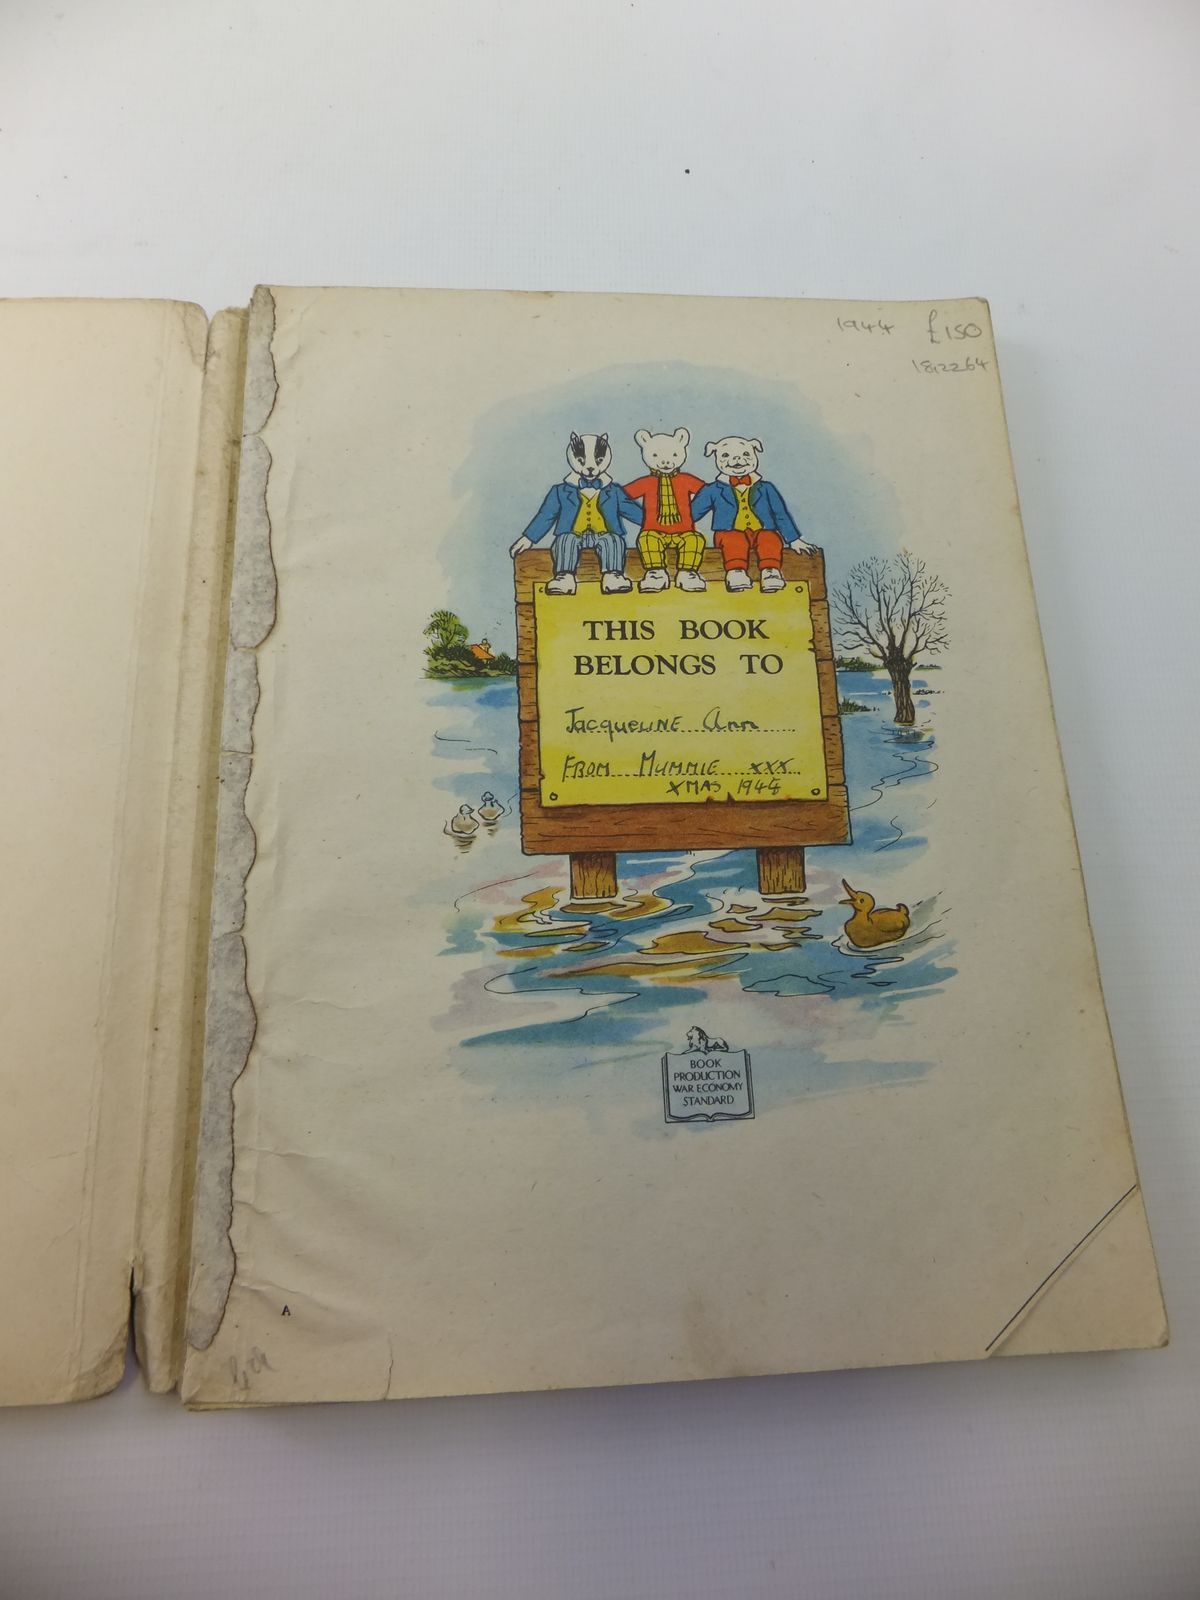 1944 £150
1812264
THIS BOOK
BELONGS TO
Jacqueline Ann
FROM MUMMIE xxx
XMAS 1944
BOOK
PRODUCTION
WAR ECONOMY
STANDARD
A